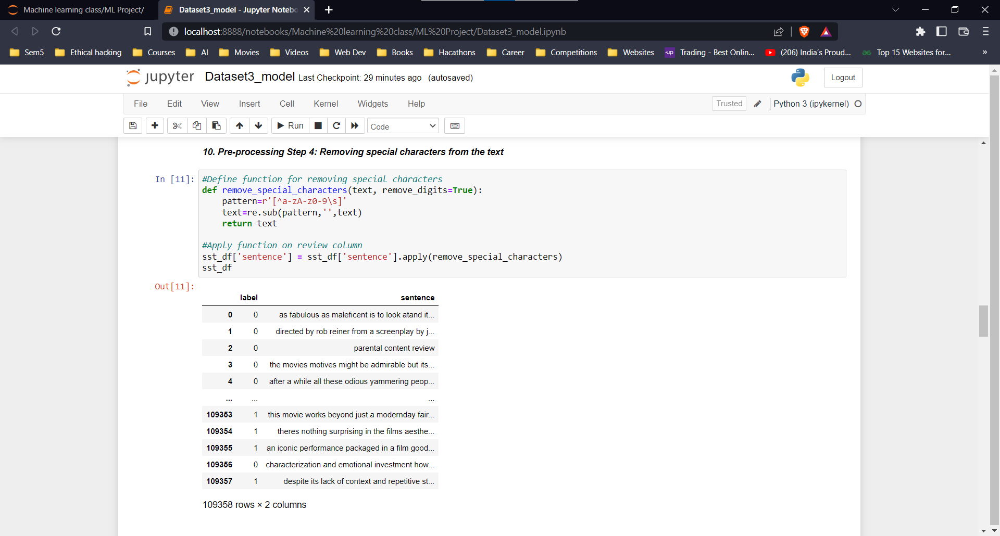 Machine learning class/ML Project/
Dataset3_model - Jupyter Notebo
localhost:8888/notebooks/Machine%20learning%20class/ML%20Project/Dataset3_model.ipynb
Sem5 Ethical hacking Courses AI Movies Videos Web Dev Books Hacathons Career Competitions Websites up Trading - Best Onlin... (206) India's Proud... Top 15 Websites for... »
jupyter Dataset3_model Last Checkpoint: 29 minutes ago (autosaved)
Logout
File Edit View Insert Cell Kernel Widgets Help
Trusted Python 3 (ipykernel)
Run Code
10. Pre-processing Step 4: Removing special characters from the text
In [11]: #Define function for removing special characters
def remove_special_characters(text, remove_digits=True):
    pattern=r'[^a-zA-z0-9\s]'
    text=re.sub(pattern,'',text)
    return text
#Apply function on review column
sst_df['sentence'] = sst_df['sentence'].apply(remove_special_characters)
sst_df
Out[11]:
label sentence
0 0 as fabulous as maleficent is to look atand it...
1 0 directed by rob reiner from a screenplay by j...
2 0 parental content review
3 0 the movies motives might be admirable but its...
4 0 after a while all these odious yammering peop...
... ... ...
109353 1 this movie works beyond just a modernday fair...
109354 1 theres nothing surprising in the films aesthe...
109355 1 an iconic performance packaged in a film good...
109356 0 characterization and emotional investment how...
109357 1 despite its lack of context and repetitive st...
109358 rows × 2 columns